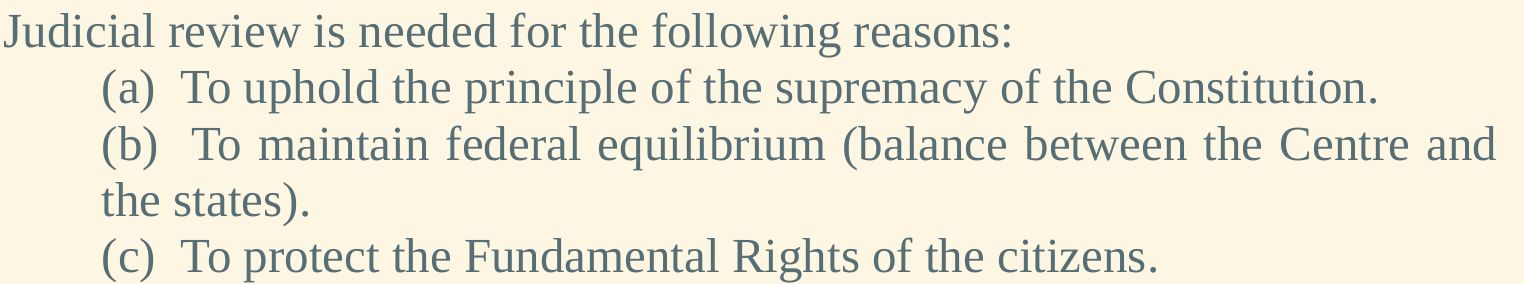 Judicial review is needed for the following reasons:
(a) To uphold the principle of the supremacy of the Constitution.
(b) To maintain federal equilibrium (balance between the Centre and
the states).
(c) To protect the Fundamental Rights of the citizens.